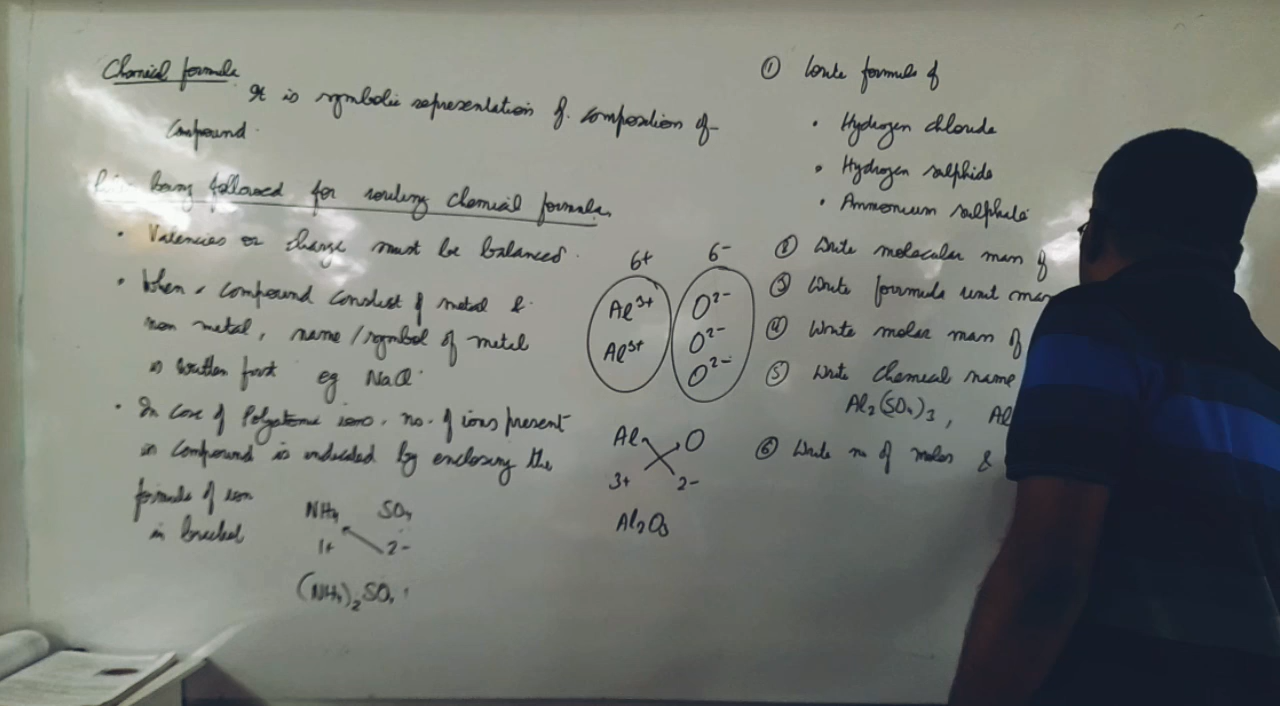 Chemical formula
It is symbolic representation of composition of
Compound.
being followed for writing Chemical formula.
• Valencies or charge must be balanced.
• When a compound consist of metal &
non metal, name/symbol of metal
is written first eg NaCl
• In case of Polyatomic ions, no. of ions present
in compound is indicated by enclosing the
formula of ion
in bracket
NH4 SO4
1+ 2-
(NH4)2SO4
6+ 6-
Al3+ O2-
Al3+ O2-
O2-
Al O
3+ 2-
Al2O3
① Write formula of
• Hydrogen chloride
• Hydrogen sulphide
• Ammonium sulphate
② Write molecular mass of
③ Write formula unit mass
④ Write molar mass of
⑤ Write Chemical name
Al2(SO4)3, Al
⑥ Write no of moles &